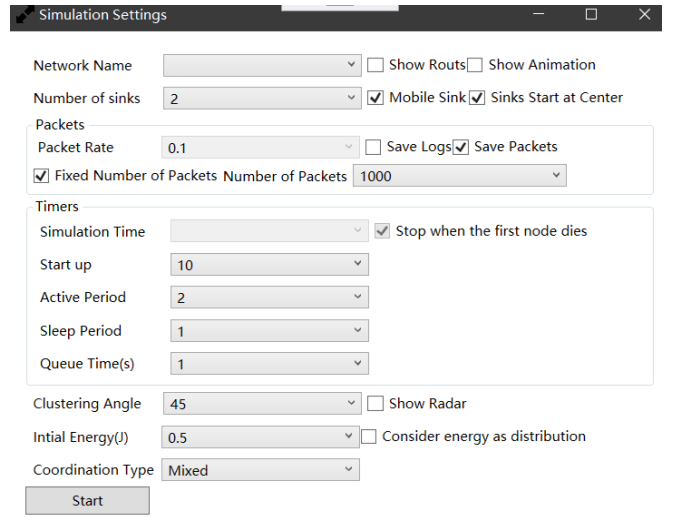 Simulation Settings
Network Name Show Routs Show Animation
Number of sinks 2 Mobile Sink Sinks Start at Center
Packets
Packet Rate 0.1 Save Logs Save Packets
Fixed Number of Packets Number of Packets 1000
Timers
Simulation Time Stop when the first node dies
Start up 10
Active Period 2
Sleep Period 1
Queue Time(s) 1
Clustering Angle 45 Show Radar
Intial Energy(J) 0.5 Consider energy as distribution
Coordination Type Mixed
Start